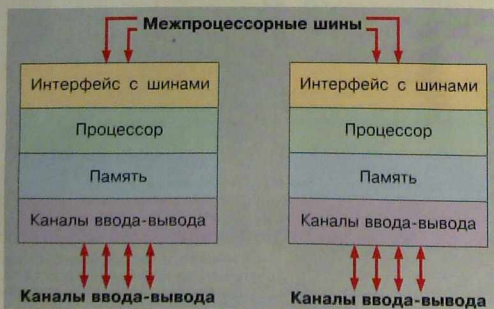 Межпроцессорные шины
Интерфейс с шинами
Процессор
Память
Каналы ввода-вывода
Каналы ввода-вывода
Интерфейс с шинами
Процессор
Память
Каналы ввода-вывода
Каналы ввода-вывода